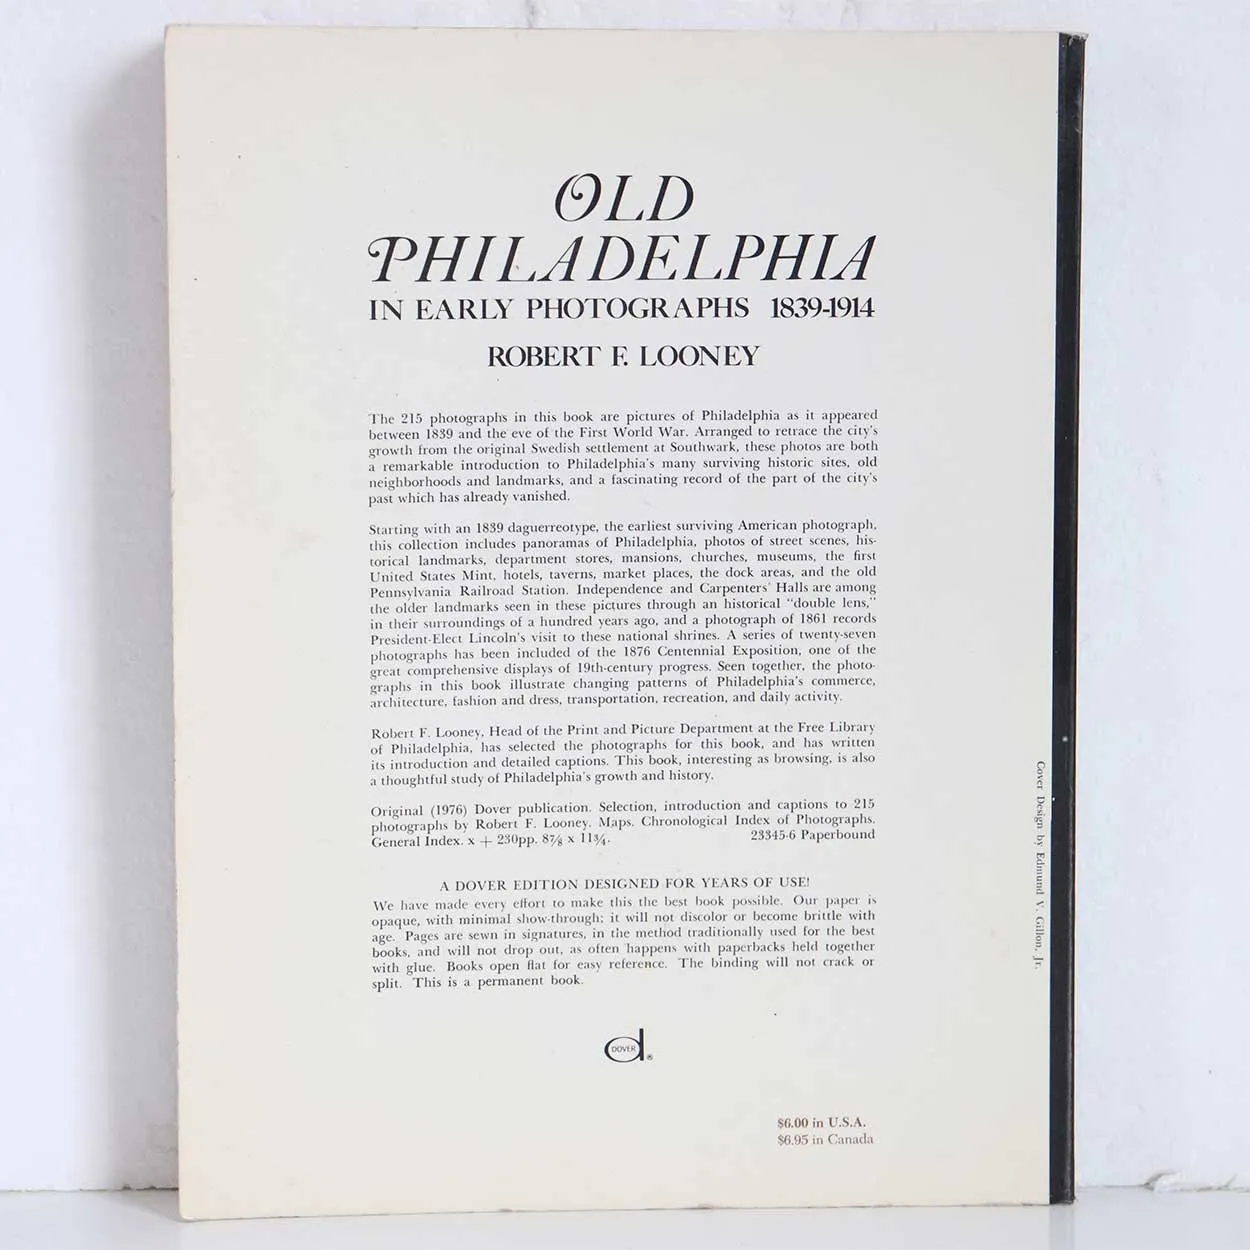 OLD
PHILADELPHIA
IN EARLY PHOTOGRAPHS 1839-1914
ROBERT F. LOONEY
The 215 photographs in this book are pictures of Philadelphia as it appeared
between 1839 and the eve of the First World War. Arranged to retrace the city's
growth from the original Swedish settlement at Southwark, these photos are both
a remarkable introduction to Philadelphia's many surviving historic sites, old
neighborhoods and landmarks, and a fascinating record of the part of the city's
past which has already vanished.
Starting with an 1839 daguerreotype, the earliest surviving American photograph,
this collection includes panoramas of Philadelphia, photos of street scenes, his-
torical landmarks, department stores, mansions, churches, museums, the first
United States Mint, hotels, taverns, market places, the dock areas, and the old
Pennsylvania Railroad Station. Independence and Carpenters' Halls are among
the older landmarks seen in these pictures through an historical "double lens,"
in their surroundings of a hundred years ago, and a photograph of 1861 records
President-Elect Lincoln's visit to these national shrines. A series of twenty-seven
photographs has been included of the 1876 Centennial Exposition, one of the
great comprehensive displays of 19th-century progress. Seen together, the photo-
graphs in this book illustrate changing patterns of Philadelphia's commerce,
architecture, fashion and dress, transportation, recreation, and daily activity.
Robert F. Looney, Head of the Print and Picture Department at the Free Library
of Philadelphia, has selected the photographs for this book, and has written
its introduction and detailed captions. This book, interesting as browsing, is also
a thoughtful study of Philadelphia's growth and history.
Original (1976) Dover publication. Selection, introduction and captions to 215
photographs by Robert F. Looney. Maps. Chronological Index of Photographs.
General Index. x + 230pp. 8⅞ x 11¾. 23345-6 Paperbound
A DOVER EDITION DESIGNED FOR YEARS OF USE!
We have made every effort to make this the best book possible. Our paper is
opaque, with minimal show-through; it will not discolor or become brittle with
age. Pages are sewn in signatures, in the method traditionally used for the best
books, and will not drop out, as often happens with paperbacks held together
with glue. Books open flat for easy reference. The binding will not crack or
split. This is a permanent book.
DOVER ®
$6.00 in U.S.A.
$6.95 in Canada
Cover Design by Edmund V. Gillon, Jr.